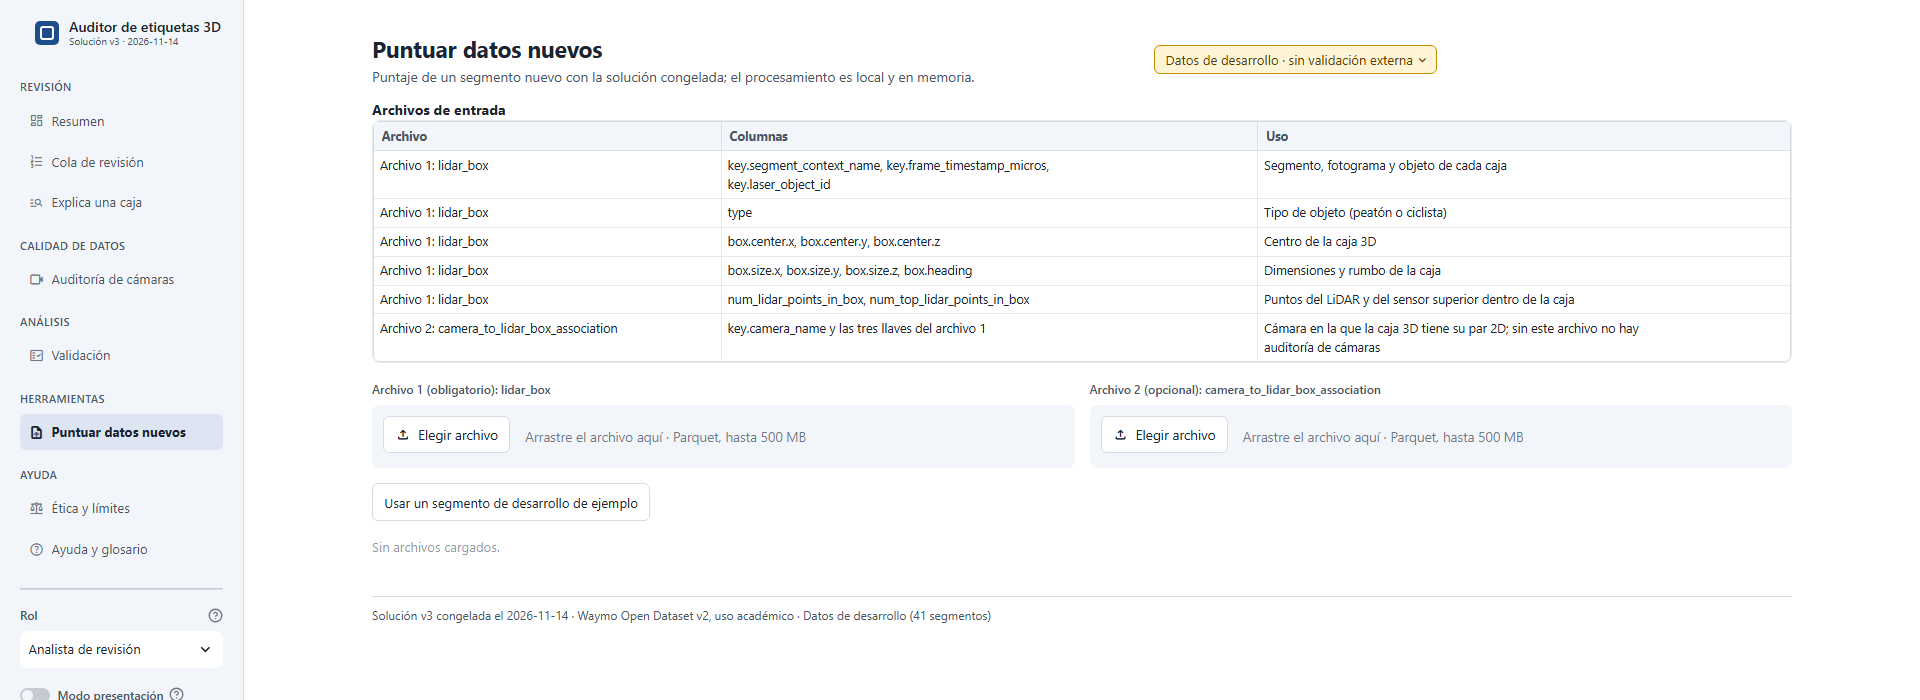 Auditor de etiquetas 3D
Solución v3 · 2026-11-14
REVISIÓN
Resumen
Cola de revisión
Explica una caja
CALIDAD DE DATOS
Auditoría de cámaras
ANÁLISIS
Validación
HERRAMIENTAS
Puntuar datos nuevos
AYUDA
Ética y límites
Ayuda y glosario
Rol
Analista de revisión
Modo presentación
Puntuar datos nuevos
Puntaje de un segmento nuevo con la solución congelada; el procesamiento es local y en memoria.
Datos de desarrollo · sin validación externa
Archivos de entrada
Archivo Columnas Uso
Archivo 1: lidar_box key.segment_context_name, key.frame_timestamp_micros, Segmento, fotograma y objeto de cada caja
key.laser_object_id
Archivo 1: lidar_box type Tipo de objeto (peatón o ciclista)
Archivo 1: lidar_box box.center.x, box.center.y, box.center.z Centro de la caja 3D
Archivo 1: lidar_box box.size.x, box.size.y, box.size.z, box.heading Dimensiones y rumbo de la caja
Archivo 1: lidar_box num_lidar_points_in_box, num_top_lidar_points_in_box Puntos del LiDAR y del sensor superior dentro de la caja
Archivo 2: camera_to_lidar_box_association key.camera_name y las tres llaves del archivo 1 Cámara en la que la caja 3D tiene su par 2D; sin este archivo no hay
auditoría de cámaras
Archivo 1 (obligatorio): lidar_box
Elegir archivo Arrastre el archivo aquí · Parquet, hasta 500 MB
Archivo 2 (opcional): camera_to_lidar_box_association
Elegir archivo Arrastre el archivo aquí · Parquet, hasta 500 MB
Usar un segmento de desarrollo de ejemplo
Sin archivos cargados.
Solución v3 congelada el 2026-11-14 · Waymo Open Dataset v2, uso académico · Datos de desarrollo (41 segmentos)